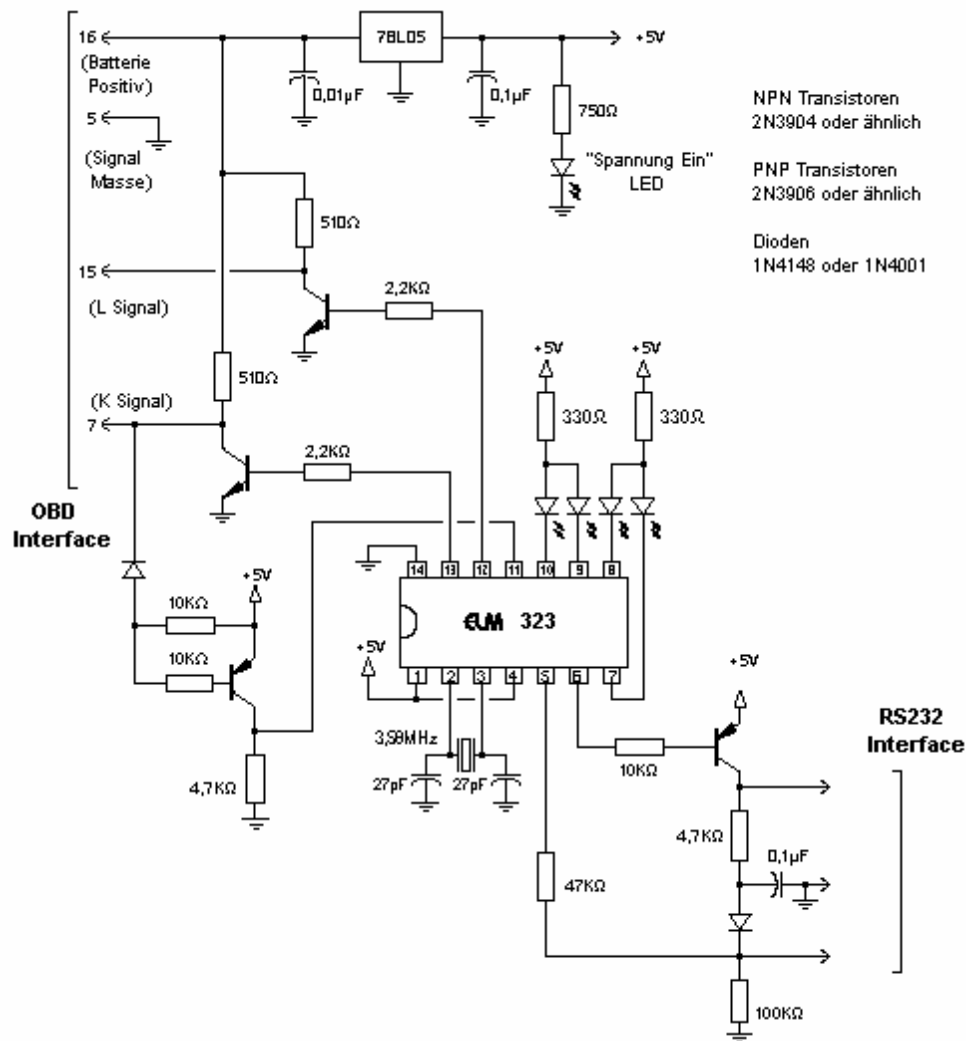 16
(Batterie
Positiv)
5
(Signal
Masse)
78L05
+5V
0,01µF
0,1µF
750Ω
"Spannung Ein"
LED
NPN Transistoren
2N3904 oder ähnlich
PNP Transistoren
2N3906 oder ähnlich
Dioden
1N4148 oder 1N4001
510Ω
15
(L Signal)
2,2KΩ
510Ω
(K Signal)
7
2,2KΩ
+5V
+5V
330Ω
330Ω
OBD
Interface
14 13 12 11 10 9 8
ELM 323
1 2 3 4 5 6 7
+5V
10KΩ
10KΩ
4,7KΩ
+5V
3,58MHz
27pF
27pF
+5V
10KΩ
RS232
Interface
4,7KΩ
0,1µF
47KΩ
100KΩ